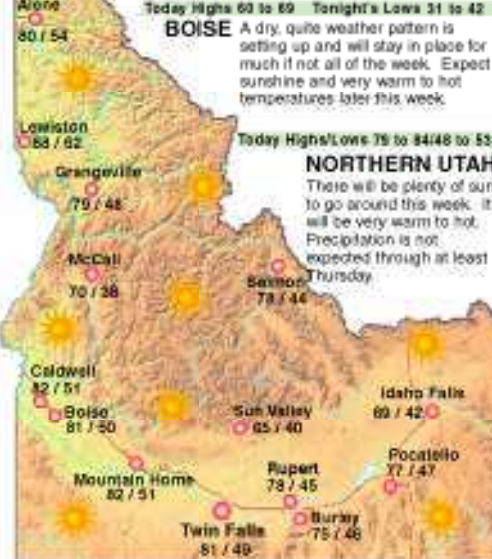 Today Highs 60 to 69 Tonight's Lows 31 to 42
BOISE A dry, quite weather pattern is
setting up and will stay in place for
much if not all of the week. Expect
sunshine and very warm to hot
temperatures later this week.
Today Highs/Lows 75 to 84/46 to 53
NORTHERN UTAH
There will be plenty of sun
to go around this week. It
will be very warm to hot.
Precipitation is not
expected through at least
Thursday.
80 / 54
Lewiston
88 / 62
Grangeville
79 / 48
McCall
70 / 38
Salmon
78 / 44
Caldwell
82 / 51
Boise
81 / 50
Sun Valley
65 / 40
Idaho Falls
69 / 42
Mountain Home
82 / 51
Rupert
78 / 45
Pocatello
77 / 47
Twin Falls
81 / 49
Burley
75 / 46